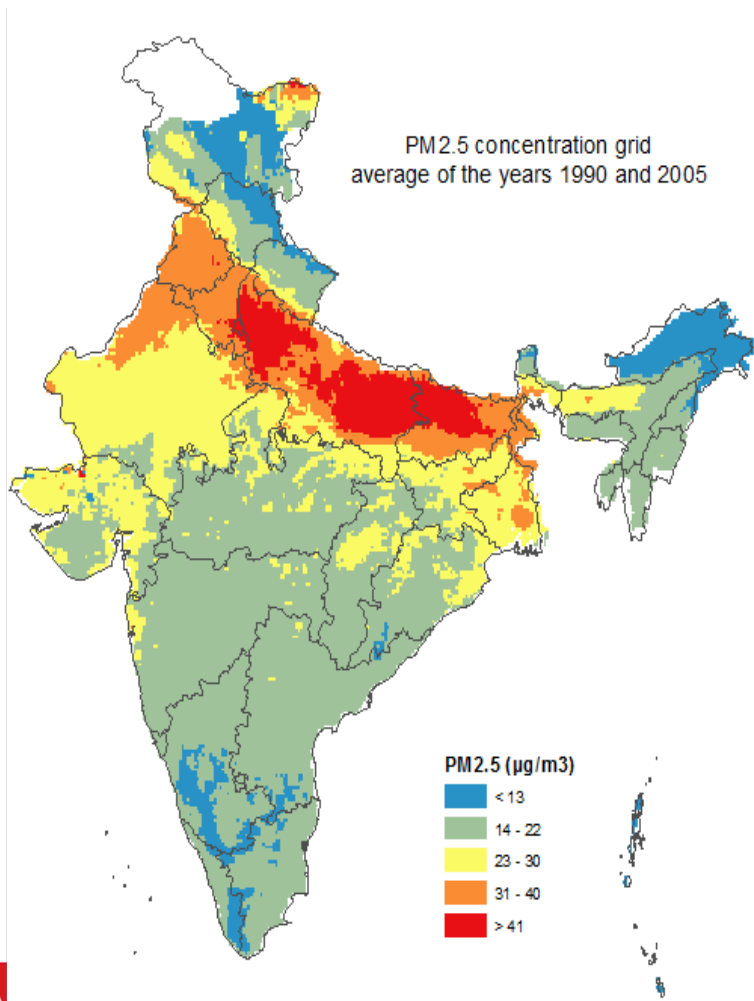 PM2.5 concentration grid
average of the years 1990 and 2005
PM2.5 (µg/m3)
< 13
14 - 22
23 - 30
31 - 40
> 41